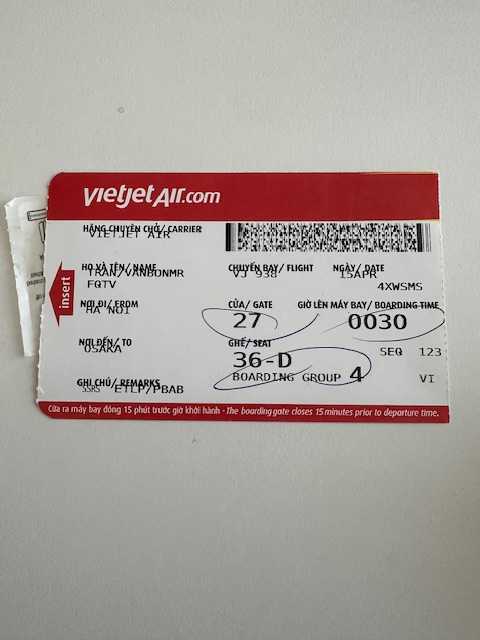 vietjetAir.com
HÃNG CHUYÊN CHỞ/ CARRIER
VIETJET AIR
HỌ VÀ TÊN/ NAME CHUYẾN BAY/ FLIGHT NGÀY/ DATE
TRAN/VANDONMR VJ 938 15APR
FQTV 4XWSMS
NƠI ĐI/ FROM CỬA/ GATE GIỜ LÊN MÁY BAY/ BOARDING TIME
HA NOI 27 0030
NƠI ĐẾN/ TO GHẾ/ SEAT
OSAKA 36-D SEQ 123
GHI CHÚ/ REMARKS BOARDING GROUP 4 VI
SSRS ETLP/PBAB
Cửa ra máy bay đóng 15 phút trước giờ khởi hành - The boarding gate closes 15 minutes prior to departure time.
insert